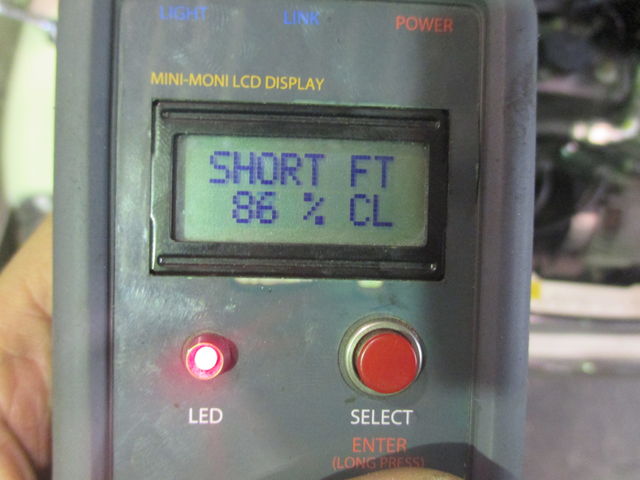 LIGHT LINK POWER
MINI-MONI LCD DISPLAY
SHORT FT
86 % CL
LED SELECT
ENTER
(LONG PRESS)